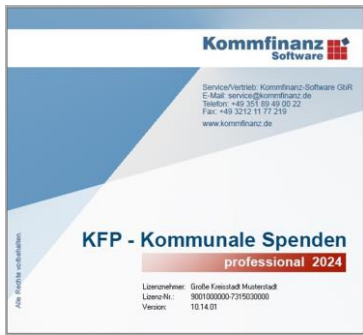 Kommfinanz
Software
Service/Vertrieb: Kommfinanz-Software GbR
E-Mail: service@kommfinanz.de
Telefon: +49 351 89 49 00 22
Fax: +49 3212 11 77 219
www.kommfinanz.de
Alle Rechte vorbehalten.
KFP - Kommunale Spenden
professional 2024
Lizenznehmer: Große Kreisstadt Musterstadt
Lizenz-Nr.: 9001000000-7315030000
Version: 10.14.01